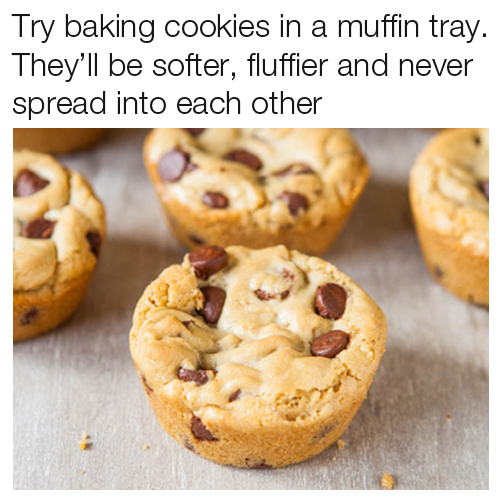 Try baking cookies in a muffin tray.
They’ll be softer, fluffier and never
spread into each other